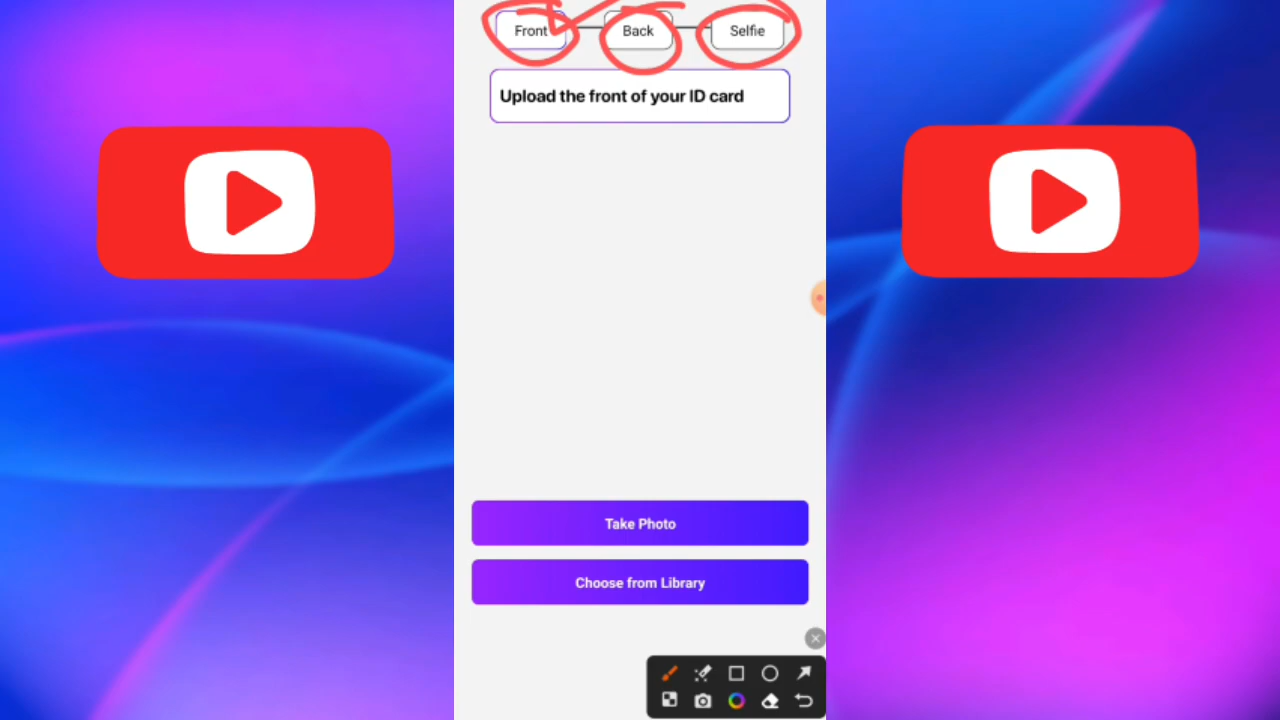 Front Back Selfie
Upload the front of your ID card
Take Photo
Choose from Library